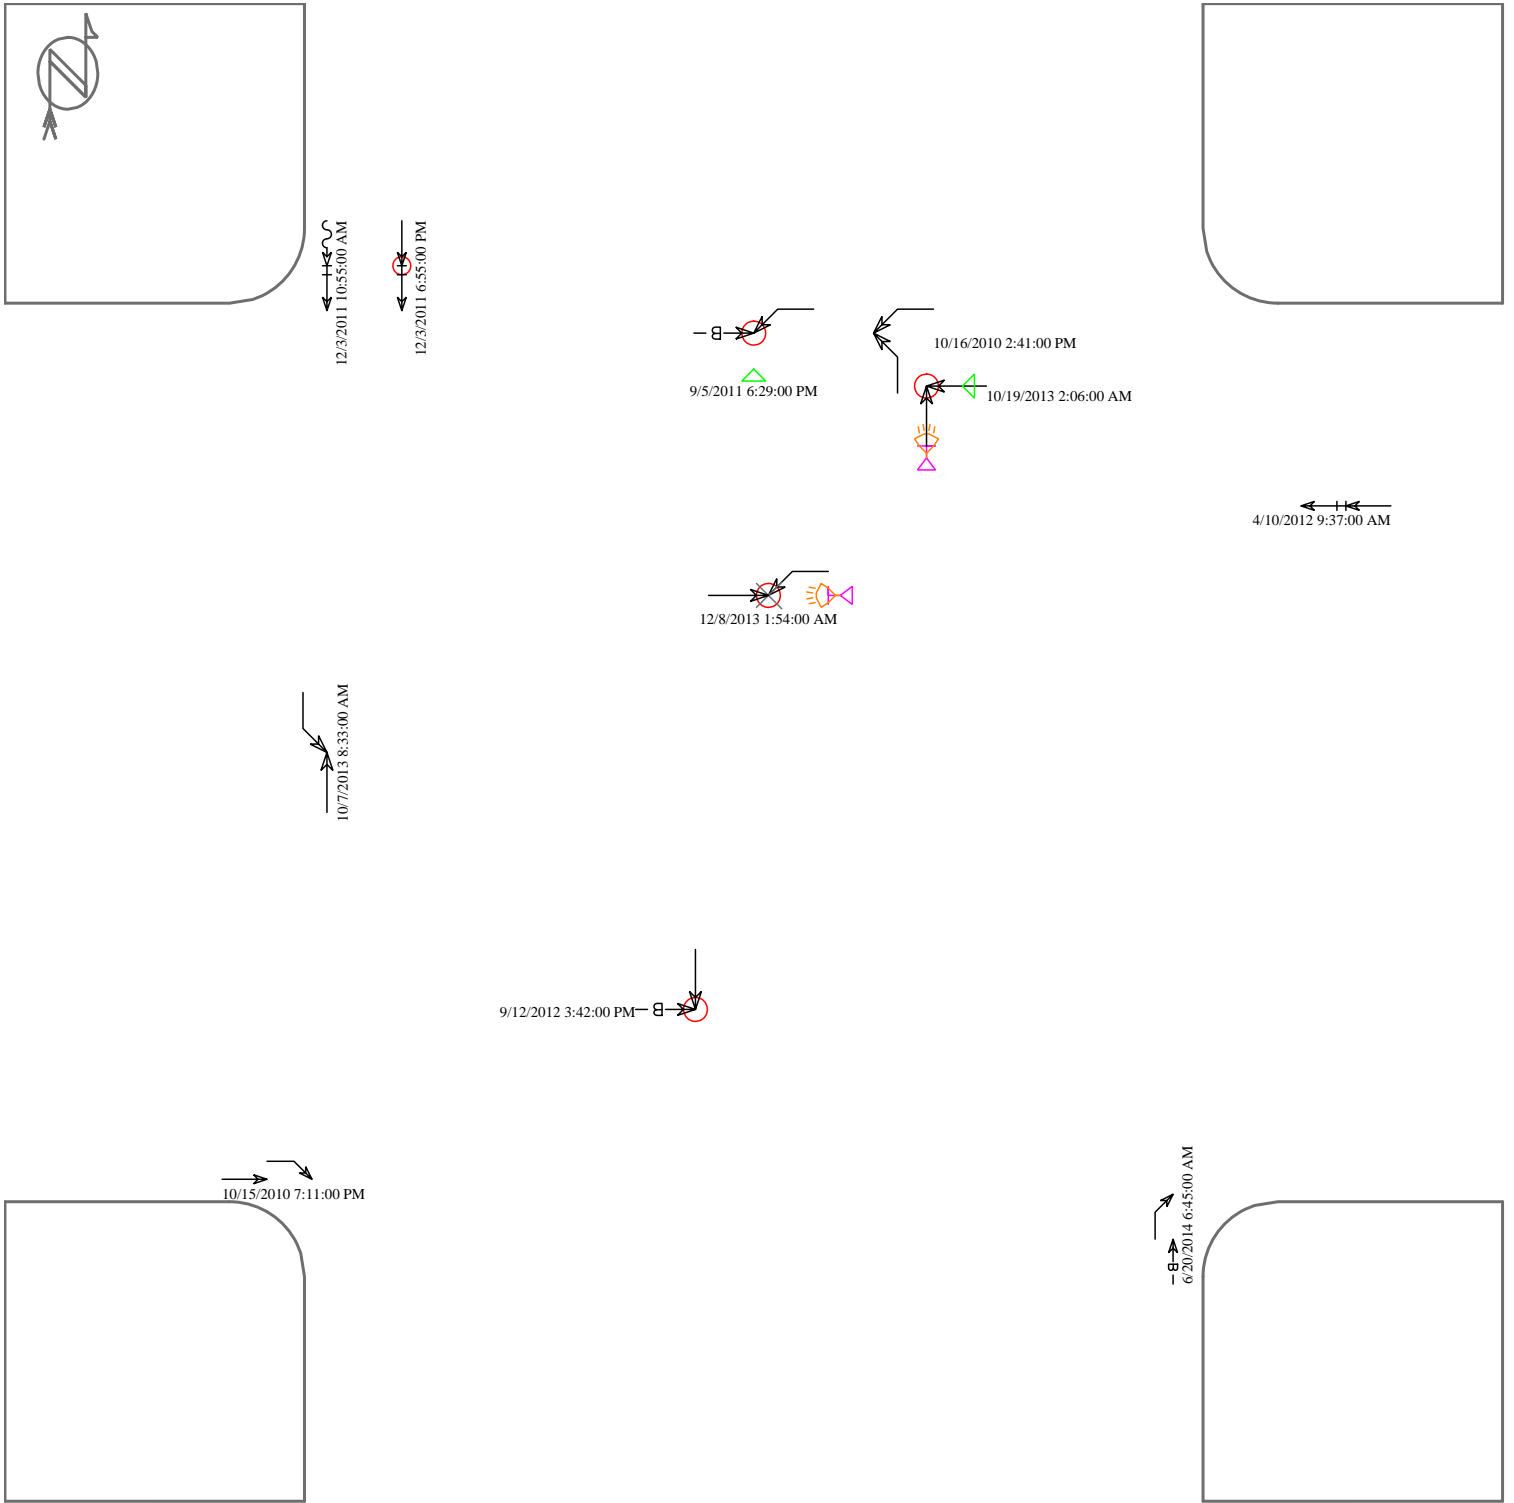 N
12/3/2011 10:55:00 AM
12/3/2011 6:55:00 PM
B
9/5/2011 6:29:00 PM
10/16/2010 2:41:00 PM
10/19/2013 2:06:00 AM
4/10/2012 9:37:00 AM
12/8/2013 1:54:00 AM
10/7/2013 8:33:00 AM
9/12/2012 3:42:00 PM
B
10/15/2010 7:11:00 PM
6/20/2014 6:45:00 AM
B